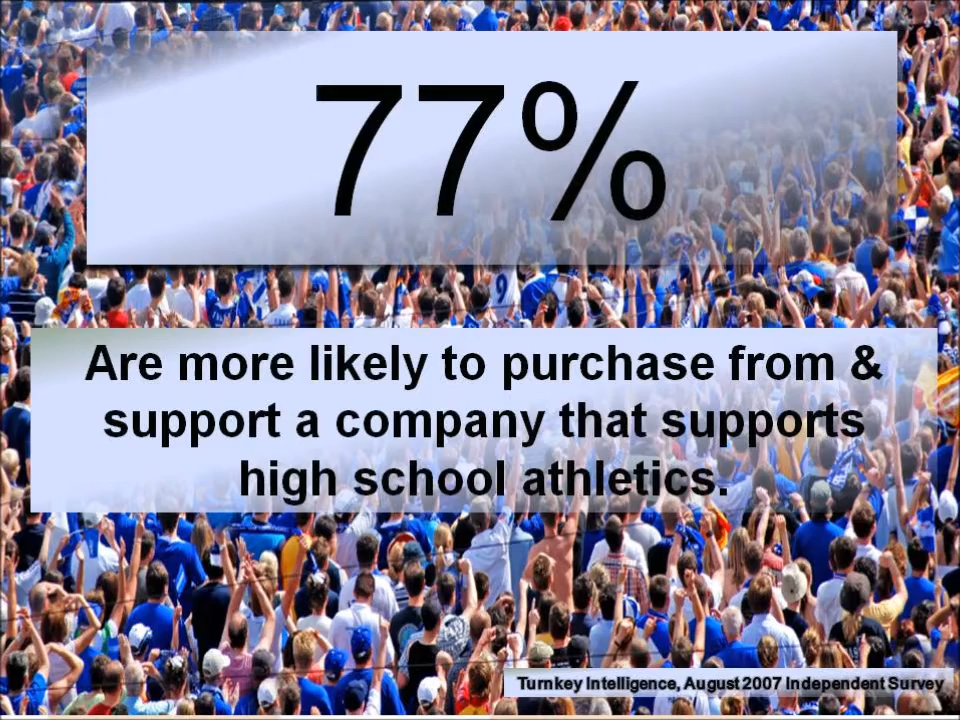 77%
Are more likely to purchase from &
support a company that supports
high school athletics.
Turnkey Intelligence, August 2007 Independent Survey